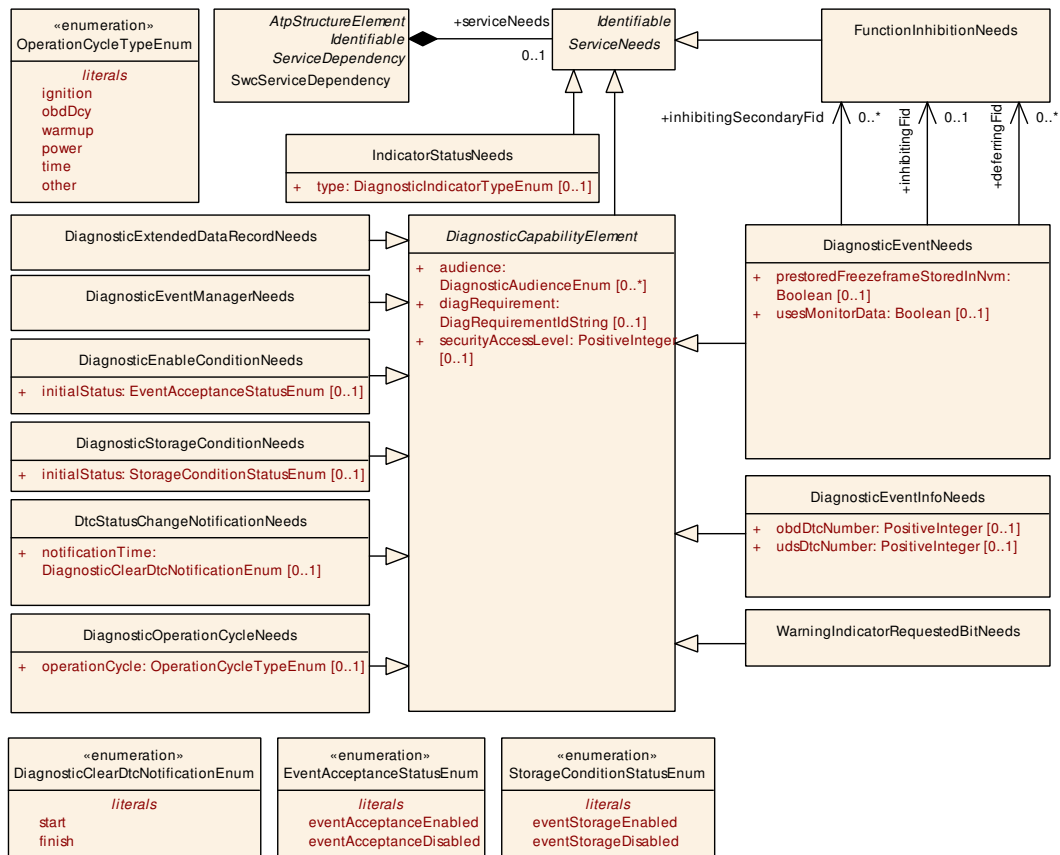 «enumeration»
OperationCycleTypeEnum
literals
ignition
obdDcy
warmup
power
time
other
AtpStructureElement
Identifiable
ServiceDependency
SwcServiceDependency
+serviceNeeds
0..1
Identifiable
ServiceNeeds
FunctionInhibitionNeeds
+inhibitingSecondaryFid
0..*
+inhibitingFid
0..1
+deferringFid
0..*
IndicatorStatusNeeds
+ type: DiagnosticIndicatorTypeEnum [0..1]
DiagnosticExtendedDataRecordNeeds
DiagnosticEventManagerNeeds
DiagnosticEnableConditionNeeds
+ initialStatus: EventAcceptanceStatusEnum [0..1]
DiagnosticStorageConditionNeeds
+ initialStatus: StorageConditionStatusEnum [0..1]
DtcStatusChangeNotificationNeeds
+ notificationTime:
DiagnosticClearDtcNotificationEnum [0..1]
DiagnosticOperationCycleNeeds
+ operationCycle: OperationCycleTypeEnum [0..1]
DiagnosticCapabilityElement
+ audience:
DiagnosticAudienceEnum [0..*]
+ diagRequirement:
DiagRequirementIdString [0..1]
+ securityAccessLevel: PositiveInteger
[0..1]
DiagnosticEventNeeds
+ prestoredFreezeframeStoredInNvm:
Boolean [0..1]
+ usesMonitorData: Boolean [0..1]
DiagnosticEventInfoNeeds
+ obdDtcNumber: PositiveInteger [0..1]
+ udsDtcNumber: PositiveInteger [0..1]
WarningIndicatorRequestedBitNeeds
«enumeration»
DiagnosticClearDtcNotificationEnum
literals
start
finish
«enumeration»
EventAcceptanceStatusEnum
literals
eventAcceptanceEnabled
eventAcceptanceDisabled
«enumeration»
StorageConditionStatusEnum
literals
eventStorageEnabled
eventStorageDisabled